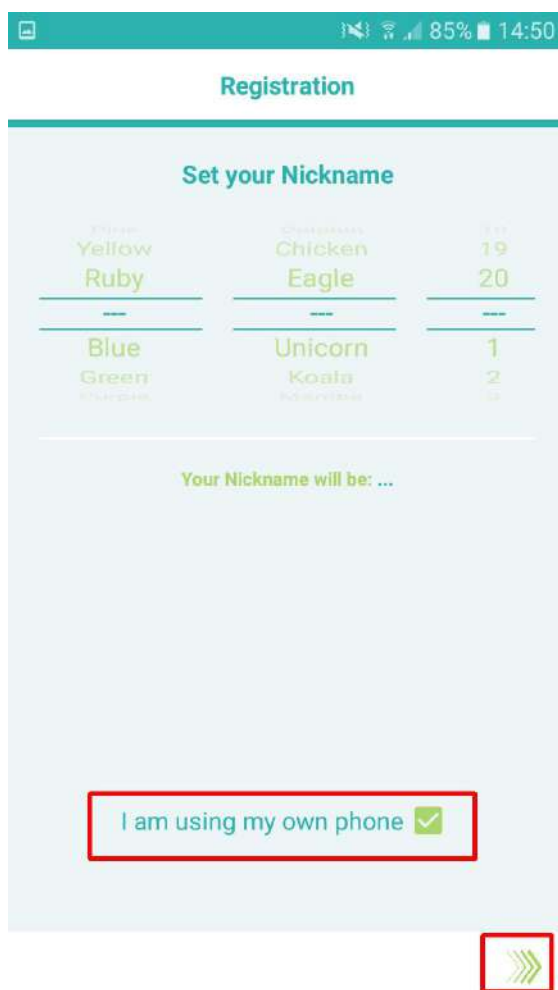 85% 14:50
Registration
Set your Nickname
Yellow Chicken 19
Ruby Eagle 20
--- --- ---
Blue Unicorn 1
Green Koala 2
Your Nickname will be: ...
I am using my own phone